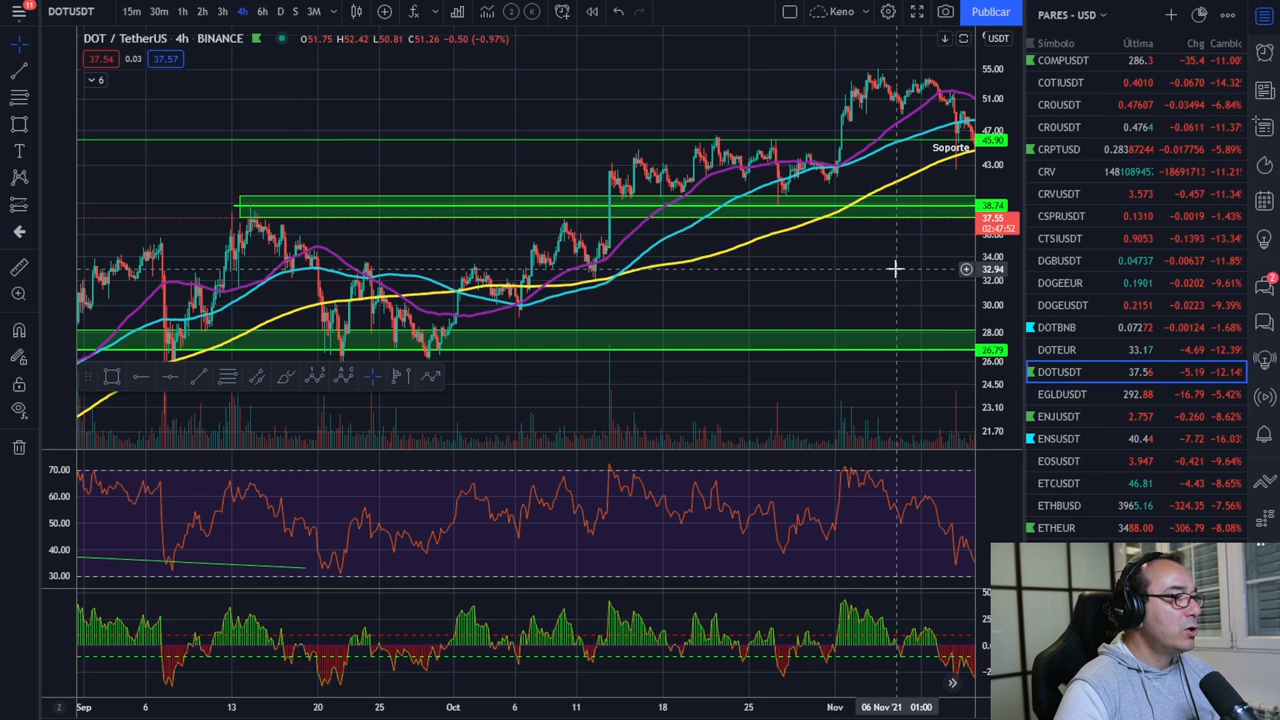 11
DOTUSDT 15m 30m 1h 2h 3h 4h 6h D S 3M 2 K Keno Publicar
DOT / TetherUS · 4h · BINANCE O51.75 H52.42 L50.81 C51.26 -0.50 (-0.97%)
37.54 0.03 37.57
6
USDT
55.00
51.00
47.00
45.90
Soporte
43.00
38.74
37.55
02:47:52
34.00
32.94
32.00
30.00
28.00
26.79
26.00
24.50
23.10
21.70
70.00
60.00
50.00
40.00
30.00
Z Sep 6 13 20 25 Oct 6 11 18 25 Nov 06 Nov '21 01:00
PARES - USD
Símbolo Última Chg Cambio
COMPUSDT 286.3 -35.4 -11.00%
COTIUSDT 0.4010 -0.0670 -14.32%
CROUSDT 0.47607 -0.03494 -6.84%
CROUSDT 0.4764 -0.0611 -11.37%
CRPTUSD 0.28387244 -0.017756 -5.89%
CRV 1481089457 -18691713 -11.21%
CRVUSDT 3.573 -0.457 -11.34%
CSPRUSDT 0.1310 -0.0019 -1.43%
CTSIUSDT 0.9053 -0.1393 -13.34%
DGBUSDT 0.04737 -0.00637 -11.85%
DOGEEUR 0.1901 -0.0202 -9.61%
DOGEUSDT 0.2151 -0.0223 -9.39%
DOTBNB 0.07272 -0.00124 -1.68%
DOTEUR 33.17 -4.69 -12.39%
DOTUSDT 37.56 -5.19 -12.14%
EGLDUSDT 292.88 -16.79 -5.42%
ENJUSDT 2.757 -0.260 -8.62%
ENSUSDT 40.44 -7.72 -16.03%
EOSUSDT 3.947 -0.421 -9.64%
ETCUSDT 46.81 -4.43 -8.65%
ETHBUSD 3965.16 -324.35 -7.56%
ETHEUR 3488.00 -306.79 -8.08%
2